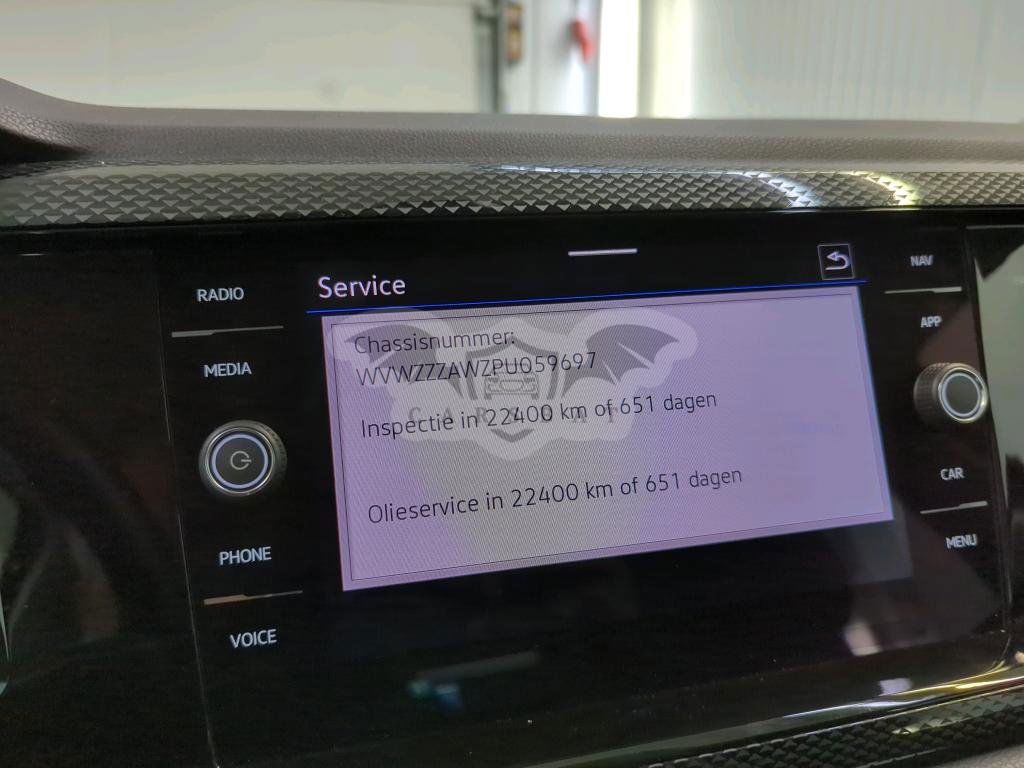 RADIO
MEDIA
PHONE
VOICE
Service
Chassisnummer:
WVWZZZAWZPU059697
Inspectie in 22400 km of 651 dagen
Olieservice in 22400 km of 651 dagen
NAV
APP
CAR
MENU